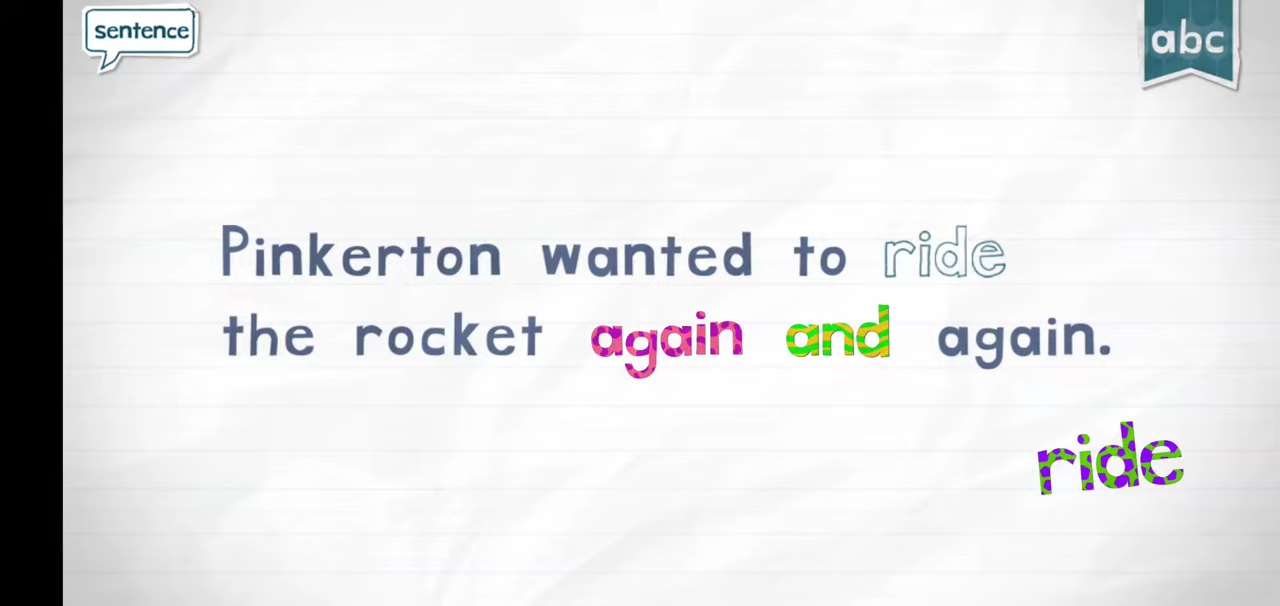 sentence
abc
Pinkerton wanted to ride
the rocket again and again.
ride